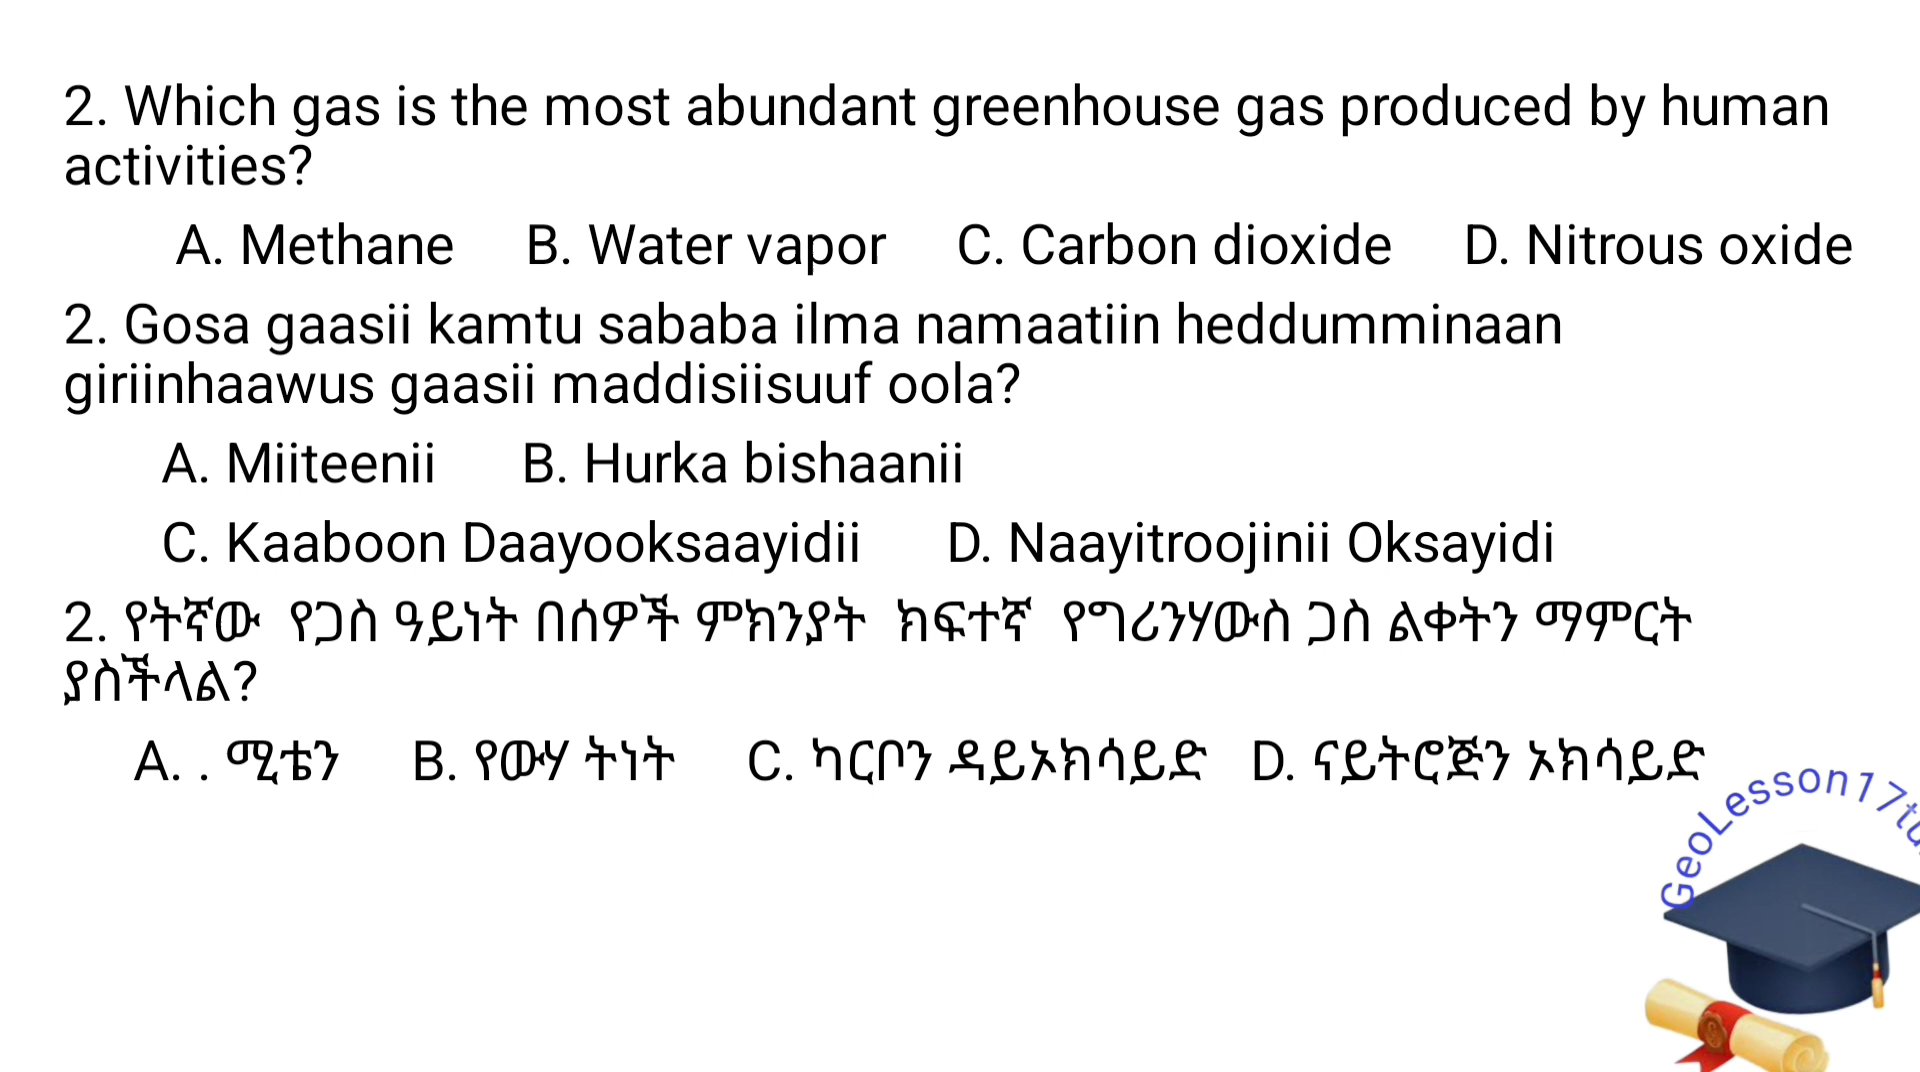 2. Which gas is the most abundant greenhouse gas produced by human
activities?
A. Methane B. Water vapor C. Carbon dioxide D. Nitrous oxide
2. Gosa gaasii kamtu sababa ilma namaatiin heddumminaan
giriinhaawus gaasii maddisiisuuf oola?
A. Miiteenii B. Hurka bishaanii
C. Kaaboon Daayooksaayidii D. Naayitroojinii Oksayidi
2. የትኛው የጋስ ዓይነት በሰዎች ምክንያት ክፍተኛ የግሪንሃውስ ጋስ ልቀትን ማምርት
ያስችላል?
A. . ሚቴን B. የውሃ ትነት C. ካርቦን ዳይኦክሳይድ D. ናይትሮጅን ኦክሳይድ
GeoLesson17tu